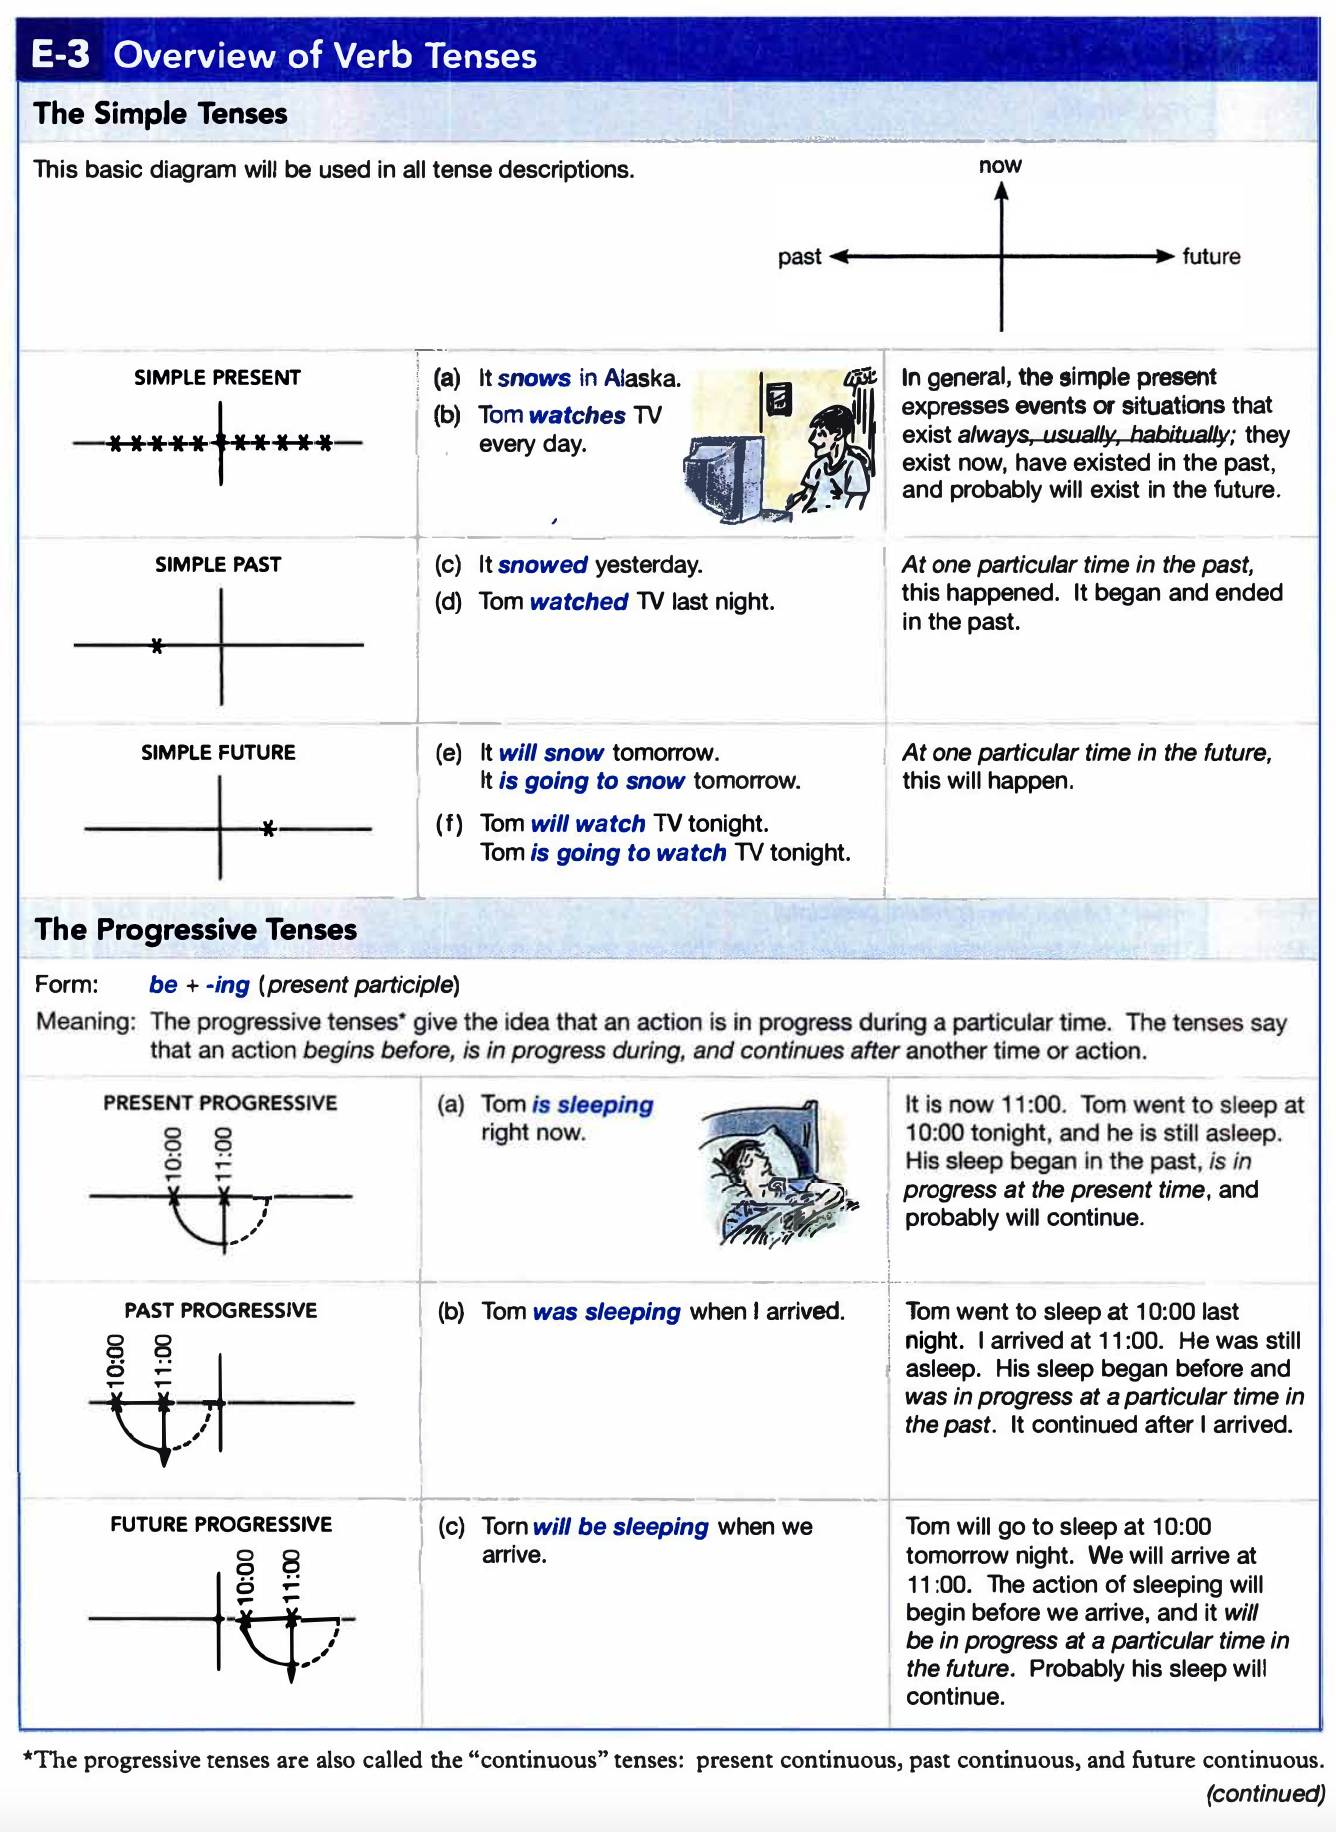 E-3 Overview of Verb Tenses
The Simple Tenses
This basic diagram will be used in all tense descriptions.
now
past
future
SIMPLE PRESENT
(a) It snows in Alaska.
(b) Tom watches TV
every day.
In general, the simple present
expresses events or situations that
exist always, usually, habitually; they
exist now, have existed in the past,
and probably will exist in the future.
SIMPLE PAST
(c) It snowed yesterday.
(d) Tom watched TV last night.
At one particular time in the past,
this happened. It began and ended
in the past.
SIMPLE FUTURE
(e) It will snow tomorrow.
It is going to snow tomorrow.
(f) Tom will watch TV tonight.
Tom is going to watch TV tonight.
At one particular time in the future,
this will happen.
The Progressive Tenses
Form: be + -ing (present participle)
Meaning: The progressive tenses* give the idea that an action is in progress during a particular time. The tenses say
that an action begins before, is in progress during, and continues after another time or action.
PRESENT PROGRESSIVE
10:00
11:00
(a) Tom is sleeping
right now.
It is now 11:00. Tom went to sleep at
10:00 tonight, and he is still asleep.
His sleep began in the past, is in
progress at the present time, and
probably will continue.
PAST PROGRESSIVE
10:00
11:00
(b) Tom was sleeping when I arrived.
Tom went to sleep at 10:00 last
night. I arrived at 11:00. He was still
asleep. His sleep began before and
was in progress at a particular time in
the past. It continued after I arrived.
FUTURE PROGRESSIVE
10:00
11:00
(c) Torn will be sleeping when we
arrive.
Tom will go to sleep at 10:00
tomorrow night. We will arrive at
11:00. The action of sleeping will
begin before we arrive, and it will
be in progress at a particular time in
the future. Probably his sleep will
continue.
*The progressive tenses are also called the “continuous” tenses: present continuous, past continuous, and future continuous.
(continued)